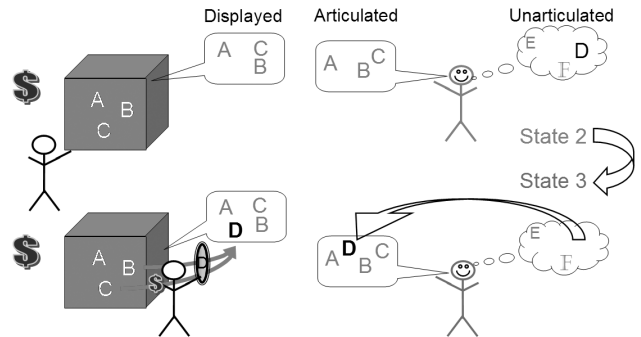 Displayed Articulated Unarticulated
$
A C
B
A B C
E D
F
A B
C
State 2
State 3
$
A C
D B
A B
C
$
D
A D C
B
E
F